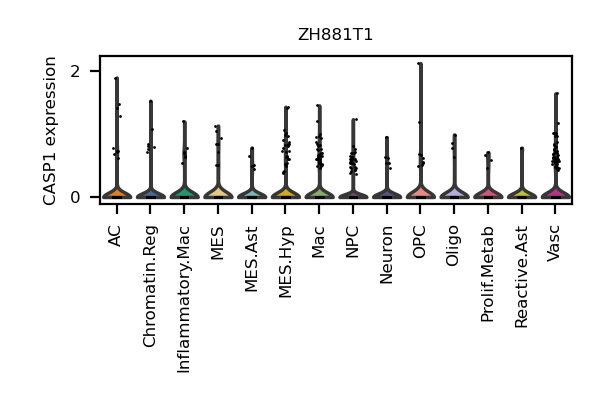 ZH881T1
CASP1 expression
2
0
AC
Chromatin.Reg
Inflammatory.Mac
MES
MES.Ast
MES.Hyp
Mac
NPC
Neuron
OPC
Oligo
Prolif.Metab
Reactive.Ast
Vasc